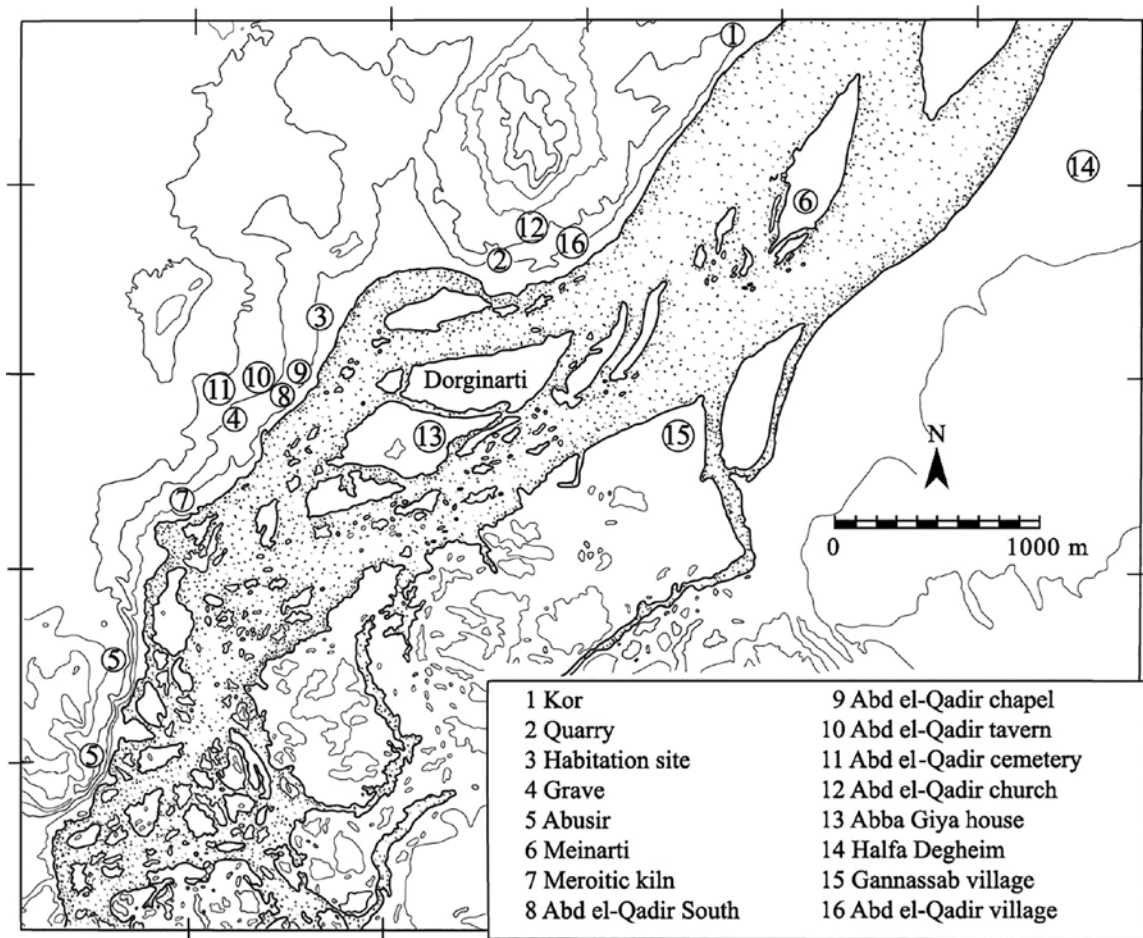 1
14
6
12
16
2
3
Dorginarti
9
10
11
8
4
13
15
N
7
0 1000 m
5
5
1 Kor
2 Quarry
3 Habitation site
4 Grave
5 Abusir
6 Meinarti
7 Meroitic kiln
8 Abd el-Qadir South
9 Abd el-Qadir chapel
10 Abd el-Qadir tavern
11 Abd el-Qadir cemetery
12 Abd el-Qadir church
13 Abba Giya house
14 Halfa Degheim
15 Gannassab village
16 Abd el-Qadir village